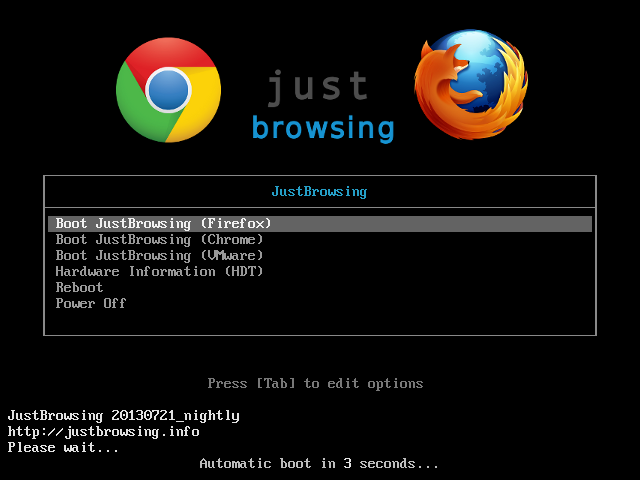 just
browsing
JustBrowsing
Boot JustBrowsing (Firefox)
Boot JustBrowsing (Chrome)
Boot JustBrowsing (VMware)
Hardware Information (HDT)
Reboot
Power Off
Press [Tab] to edit options
JustBrowsing 20130721_nightly
http://justbrowsing.info
Please wait...
Automatic boot in 3 seconds...